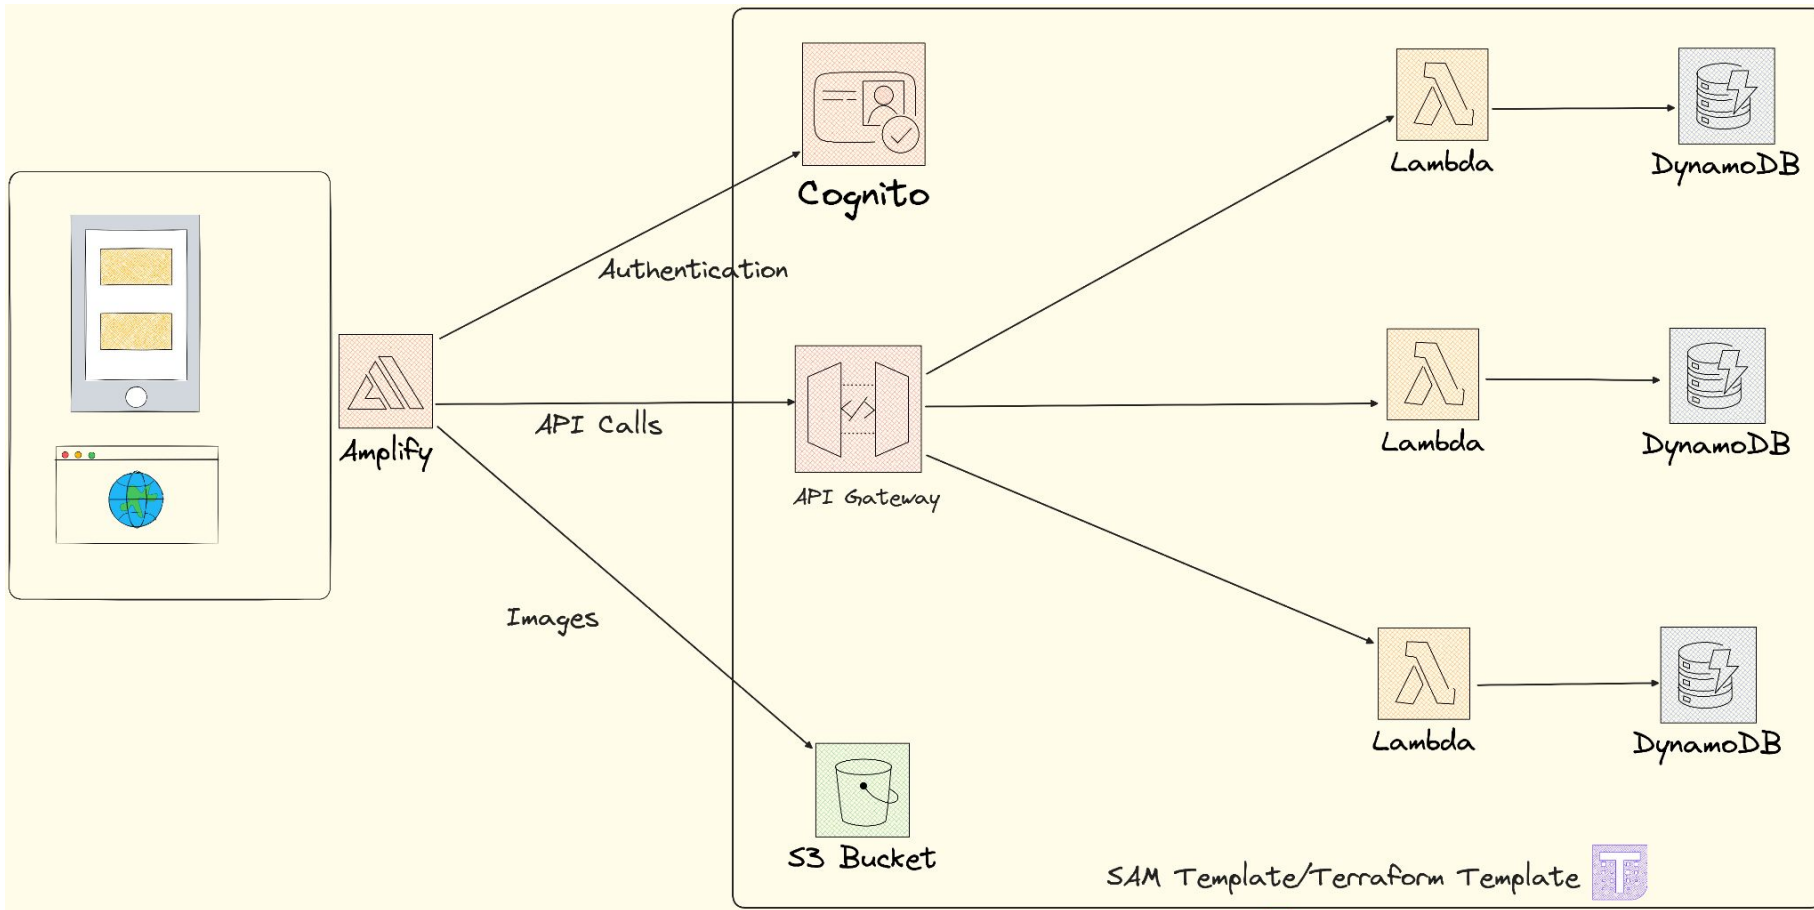 Cognito
Lambda
DynamoDB
Authentication
Amplify
API Calls
API Gateway
Lambda
DynamoDB
Images
Lambda
DynamoDB
S3 Bucket
SAM Template/Terraform Template
T